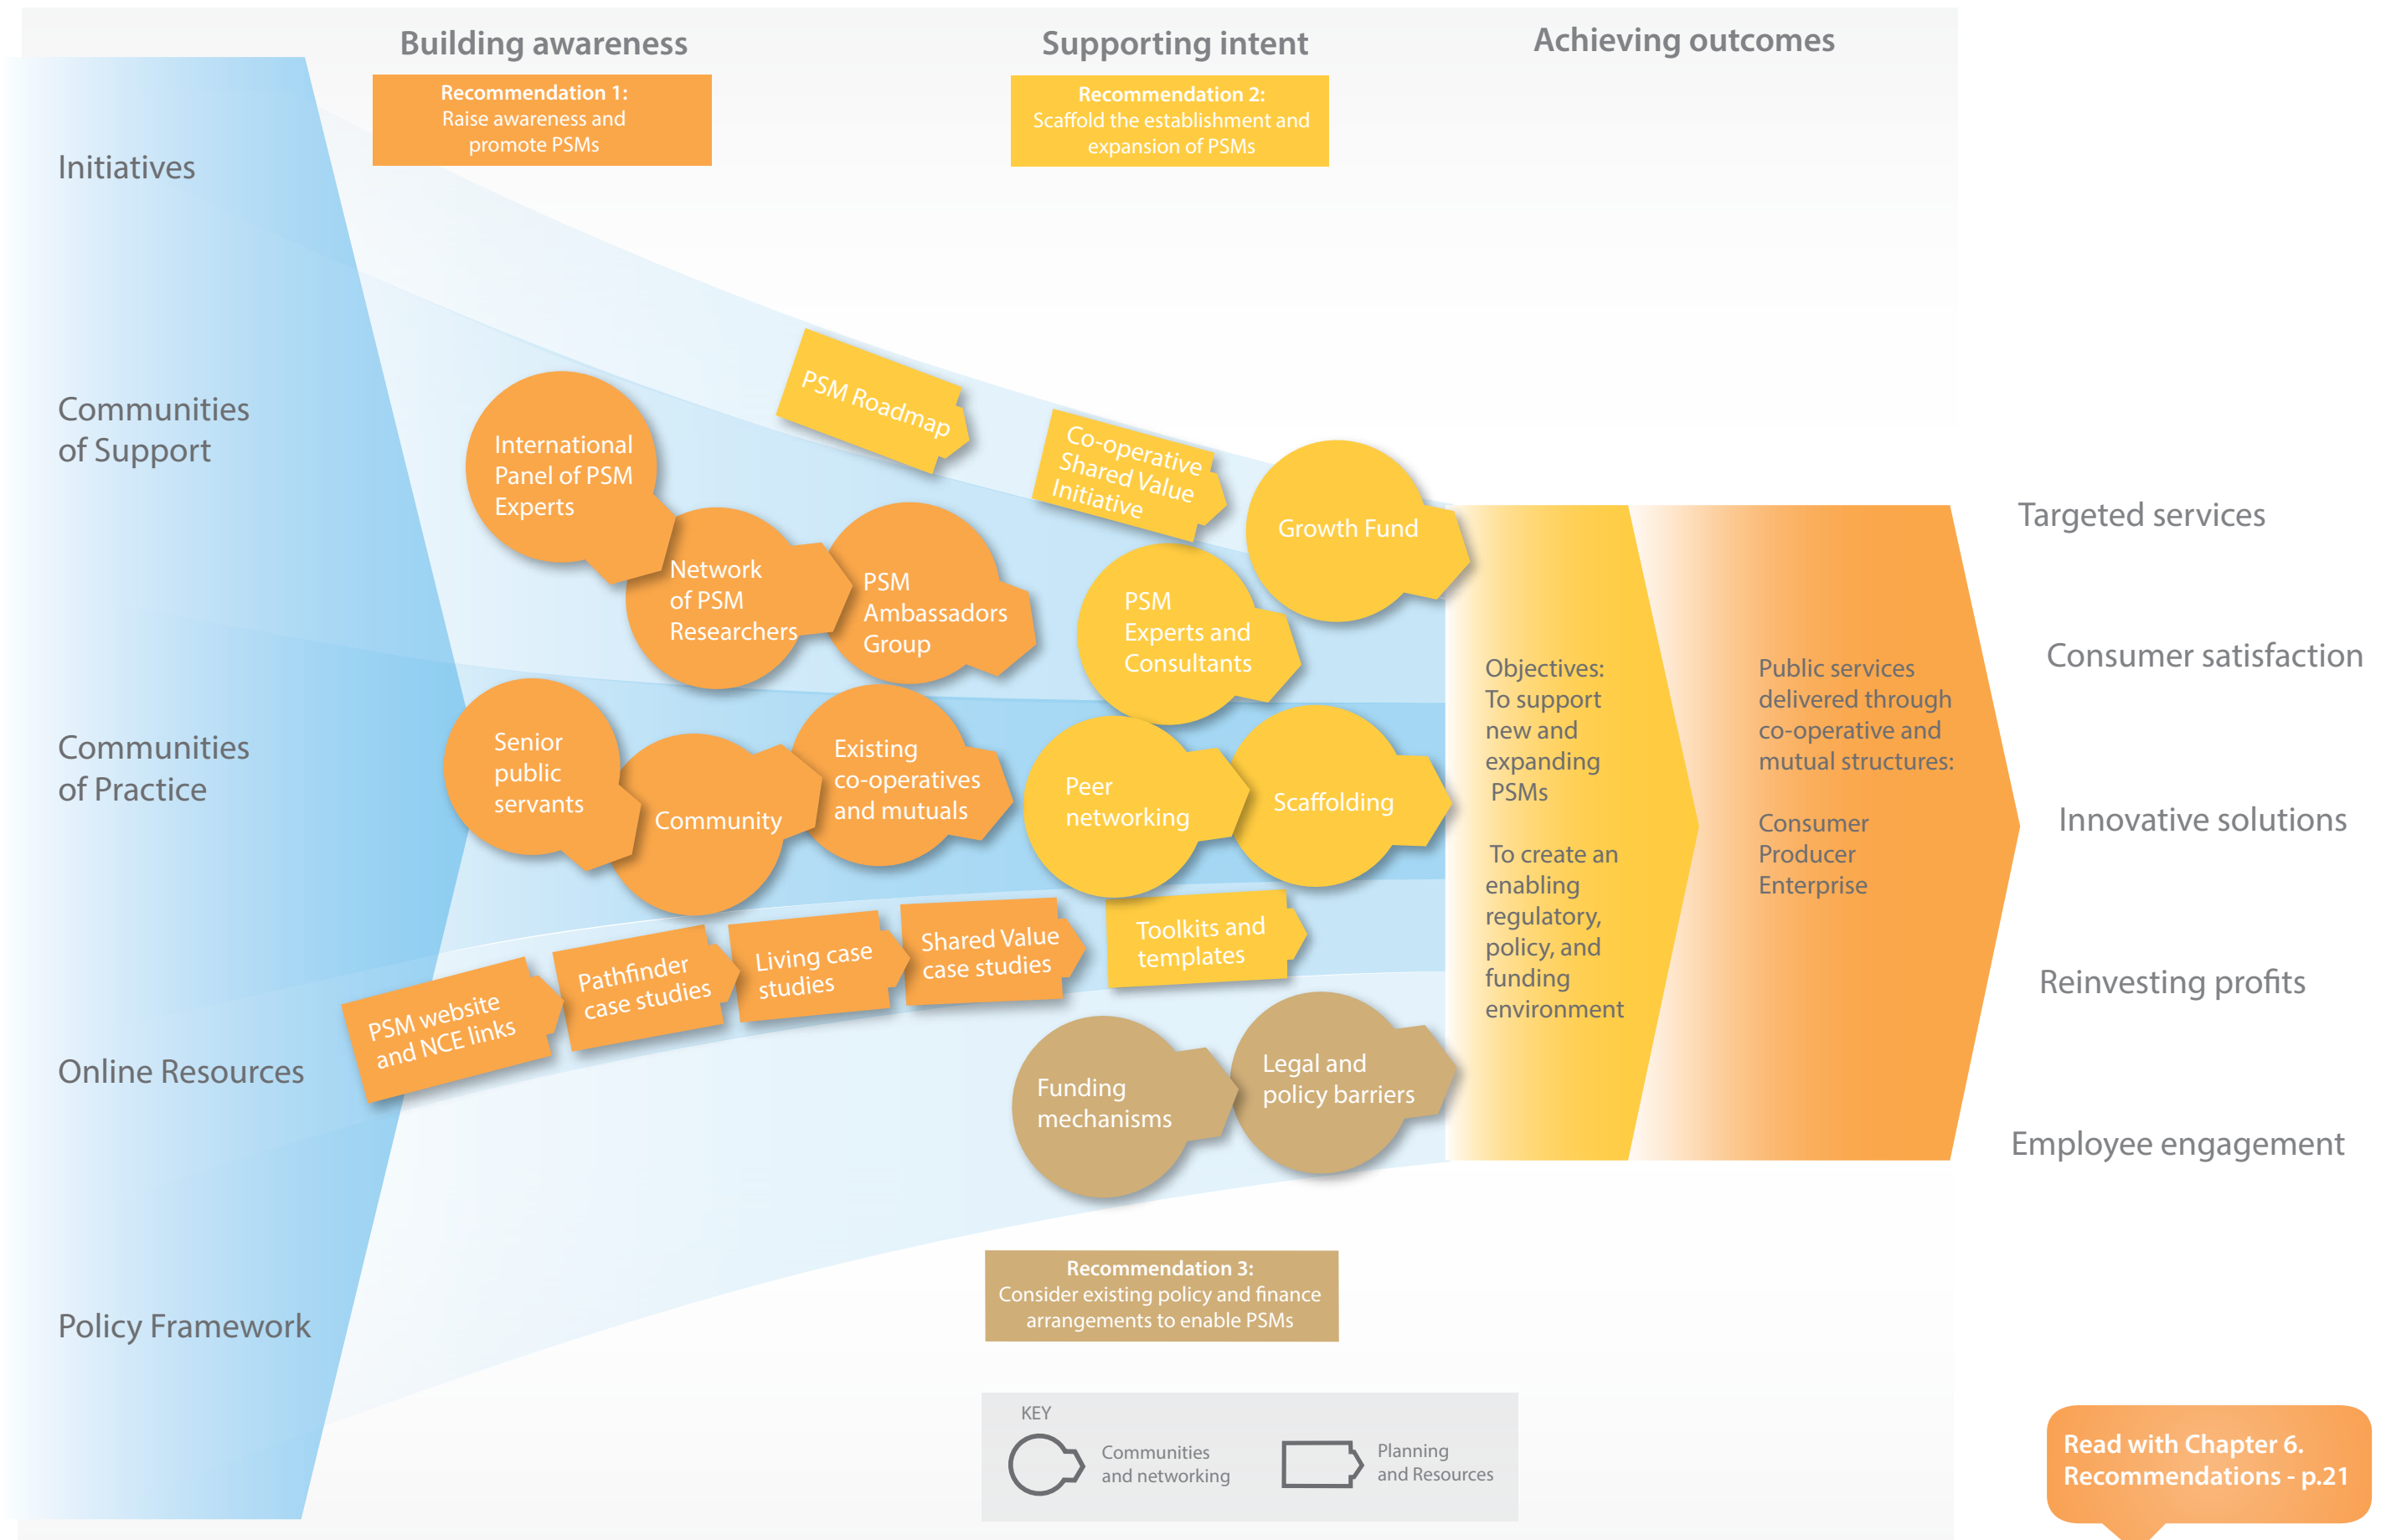 Building awareness
Supporting intent
Achieving outcomes
Recommendation 1:
Raise awareness and
promote PSMs
Recommendation 2:
Scaffold the establishment and
expansion of PSMs
Initiatives
Communities
of Support
Communities
of Practice
Online Resources
Policy Framework
PSM Roadmap
Co-operative
Shared Value
Initiative
Growth Fund
International
Panel of PSM
Experts
Network
of PSM
Researchers
PSM
Ambassadors
Group
PSM
Experts and
Consultants
Senior
public
servants
Community
Existing
co-operatives
and mutuals
Peer
networking
Scaffolding
PSM website
and NCE links
Pathfinder
case studies
Living case
studies
Shared Value
case studies
Toolkits and
templates
Funding
mechanisms
Legal and
policy barriers
Objectives:
To support
new and
expanding
PSMs
To create an
enabling
regulatory,
policy, and
funding
environment
Public services
delivered through
co-operative and
mutual structures:
Consumer
Producer
Enterprise
Targeted services
Consumer satisfaction
Innovative solutions
Reinvesting profits
Employee engagement
Recommendation 3:
Consider existing policy and finance
arrangements to enable PSMs
KEY
Communities
and networking
Planning
and Resources
Read with Chapter 6.
Recommendations - p.21